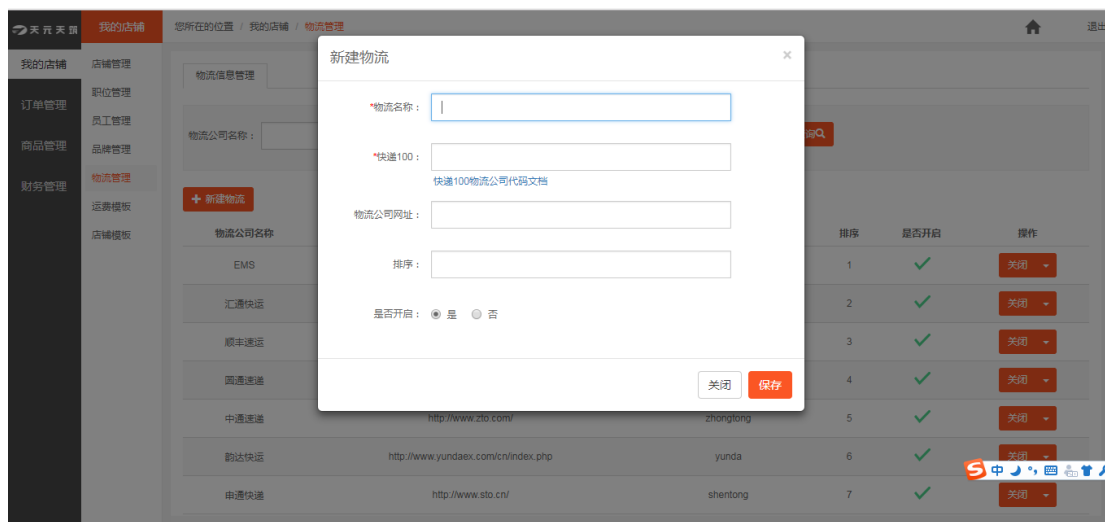 天元天筑 我的店铺 您所在的位置 / 我的店铺 / 物流管理 退出
新建物流 ×
我的店铺
订单管理
商品管理
财务管理
店铺管理
职位管理
员工管理
品牌管理
物流管理
运费模板
店铺模板
物流信息管理
物流公司名称：
+ 新建物流
*物流名称：
*快递100：
快递100物流公司代码文档
物流公司网址：
排序：
是否开启： 是 否
关闭 保存
物流公司名称 排序 是否开启 操作
EMS 1 关闭
汇通快运 2 关闭
顺丰速运 3 关闭
圆通速递 4 关闭
中通速递 http://www.zto.com/ zhongtong 5 关闭
韵达快运 http://www.yundaex.com/cn/index.php yunda 6 关闭
申通快递 http://www.sto.cn/ shentong 7 关闭
中